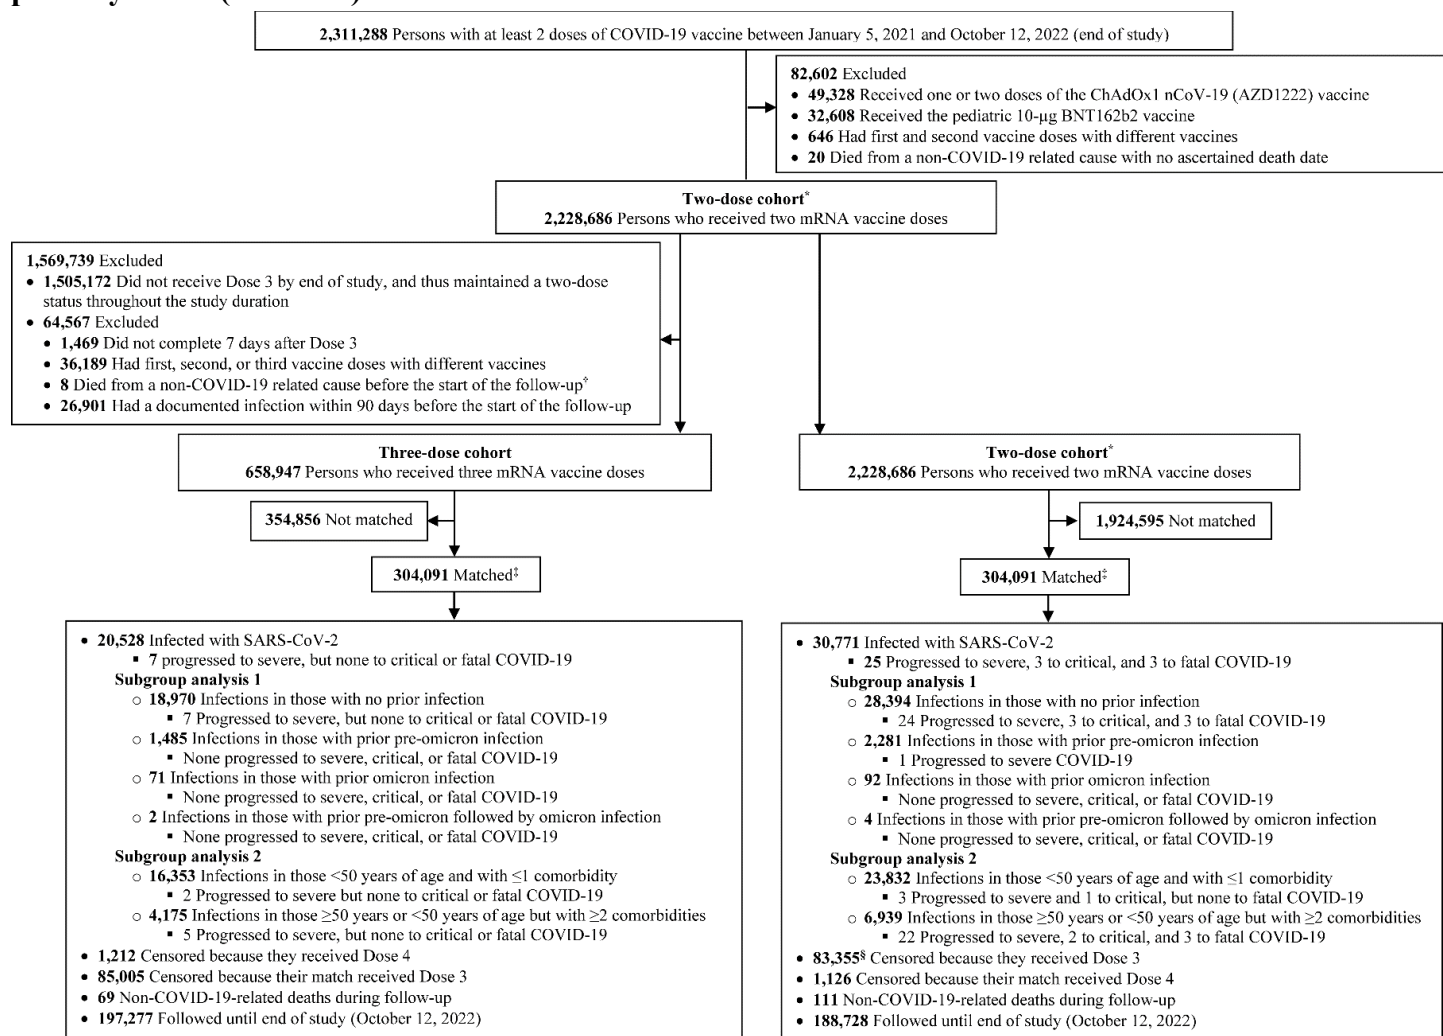 2,311,288 Persons with at least 2 doses of COVID-19 vaccine between January 5, 2021 and October 12, 2022 (end of study)
82,602 Excluded
• 49,328 Received one or two doses of the ChAdOx1 nCoV-19 (AZD1222) vaccine
• 32,608 Received the pediatric 10-μg BNT162b2 vaccine
• 646 Had first and second vaccine doses with different vaccines
• 20 Died from a non-COVID-19 related cause with no ascertained death date
Two-dose cohort*
2,228,686 Persons who received two mRNA vaccine doses
1,569,739 Excluded
• 1,505,172 Did not receive Dose 3 by end of study, and thus maintained a two-dose
status throughout the study duration
• 64,567 Excluded
• 1,469 Did not complete 7 days after Dose 3
• 36,189 Had first, second, or third vaccine doses with different vaccines
• 8 Died from a non-COVID-19 related cause before the start of the follow-up†
• 26,901 Had a documented infection within 90 days before the start of the follow-up
Three-dose cohort
658,947 Persons who received three mRNA vaccine doses
354,856 Not matched
304,091 Matched‡
• 20,528 Infected with SARS-CoV-2
▪ 7 progressed to severe, but none to critical or fatal COVID-19
Subgroup analysis 1
○ 18,970 Infections in those with no prior infection
▪ 7 Progressed to severe, but none to critical or fatal COVID-19
○ 1,485 Infections in those with prior pre-omicron infection
▪ None progressed to severe, critical, or fatal COVID-19
○ 71 Infections in those with prior omicron infection
▪ None progressed to severe, critical, or fatal COVID-19
○ 2 Infections in those with prior pre-omicron followed by omicron infection
▪ None progressed to severe, critical, or fatal COVID-19
Subgroup analysis 2
○ 16,353 Infections in those <50 years of age and with ≤1 comorbidity
▪ 2 Progressed to severe but none to critical or fatal COVID-19
○ 4,175 Infections in those ≥50 years or <50 years of age but with ≥2 comorbidities
▪ 5 Progressed to severe, but none to critical or fatal COVID-19
• 1,212 Censored because they received Dose 4
• 85,005 Censored because their match received Dose 3
• 69 Non-COVID-19-related deaths during follow-up
• 197,277 Followed until end of study (October 12, 2022)
Two-dose cohort*
2,228,686 Persons who received two mRNA vaccine doses
1,924,595 Not matched
304,091 Matched‡
• 30,771 Infected with SARS-CoV-2
▪ 25 Progressed to severe, 3 to critical, and 3 to fatal COVID-19
Subgroup analysis 1
○ 28,394 Infections in those with no prior infection
▪ 24 Progressed to severe, 3 to critical, and 3 to fatal COVID-19
○ 2,281 Infections in those with prior pre-omicron infection
▪ 1 Progressed to severe COVID-19
○ 92 Infections in those with prior omicron infection
▪ None progressed to severe, critical, or fatal COVID-19
○ 4 Infections in those with prior pre-omicron followed by omicron infection
▪ None progressed to severe, critical, or fatal COVID-19
Subgroup analysis 2
○ 23,832 Infections in those <50 years of age and with ≤1 comorbidity
▪ 3 Progressed to severe and 1 to critical, but none to fatal COVID-19
○ 6,939 Infections in those ≥50 years or <50 years of age but with ≥2 comorbidities
▪ 22 Progressed to severe, 2 to critical, and 3 to fatal COVID-19
• 83,355§ Censored because they received Dose 3
• 1,126 Censored because their match received Dose 4
• 111 Non-COVID-19-related deaths during follow-up
• 188,728 Followed until end of study (October 12, 2022)